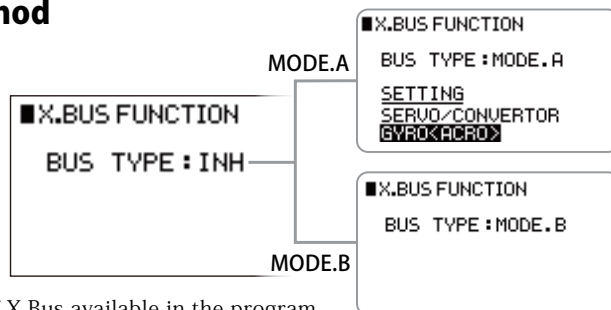 nod
MODE.A
■X.BUS FUNCTION
BUS TYPE:MODE.A
SETTING
SERVO/CONVERTOR
GYRO<ACRO>
■X.BUS FUNCTION
BUS TYPE:INH
■X.BUS FUNCTION
BUS TYPE:MODE.B
MODE.B
X.Bus available in the program